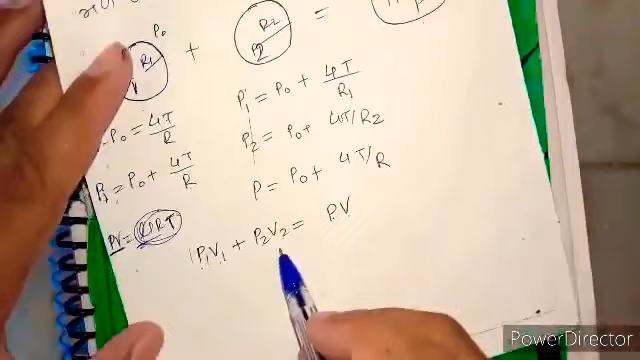 P₀
R₁ + R₂ =
P₂
P₁ = P₀ + 4T/R₁
-P₀ = 4T/R
P₂ = P₀+ 4T/R₂
P₁ = P₀+ 4T/R
P = P₀+ 4T/R
PV = nRT
P₁V₁ + P₂V₂ = PV
PowerDirector